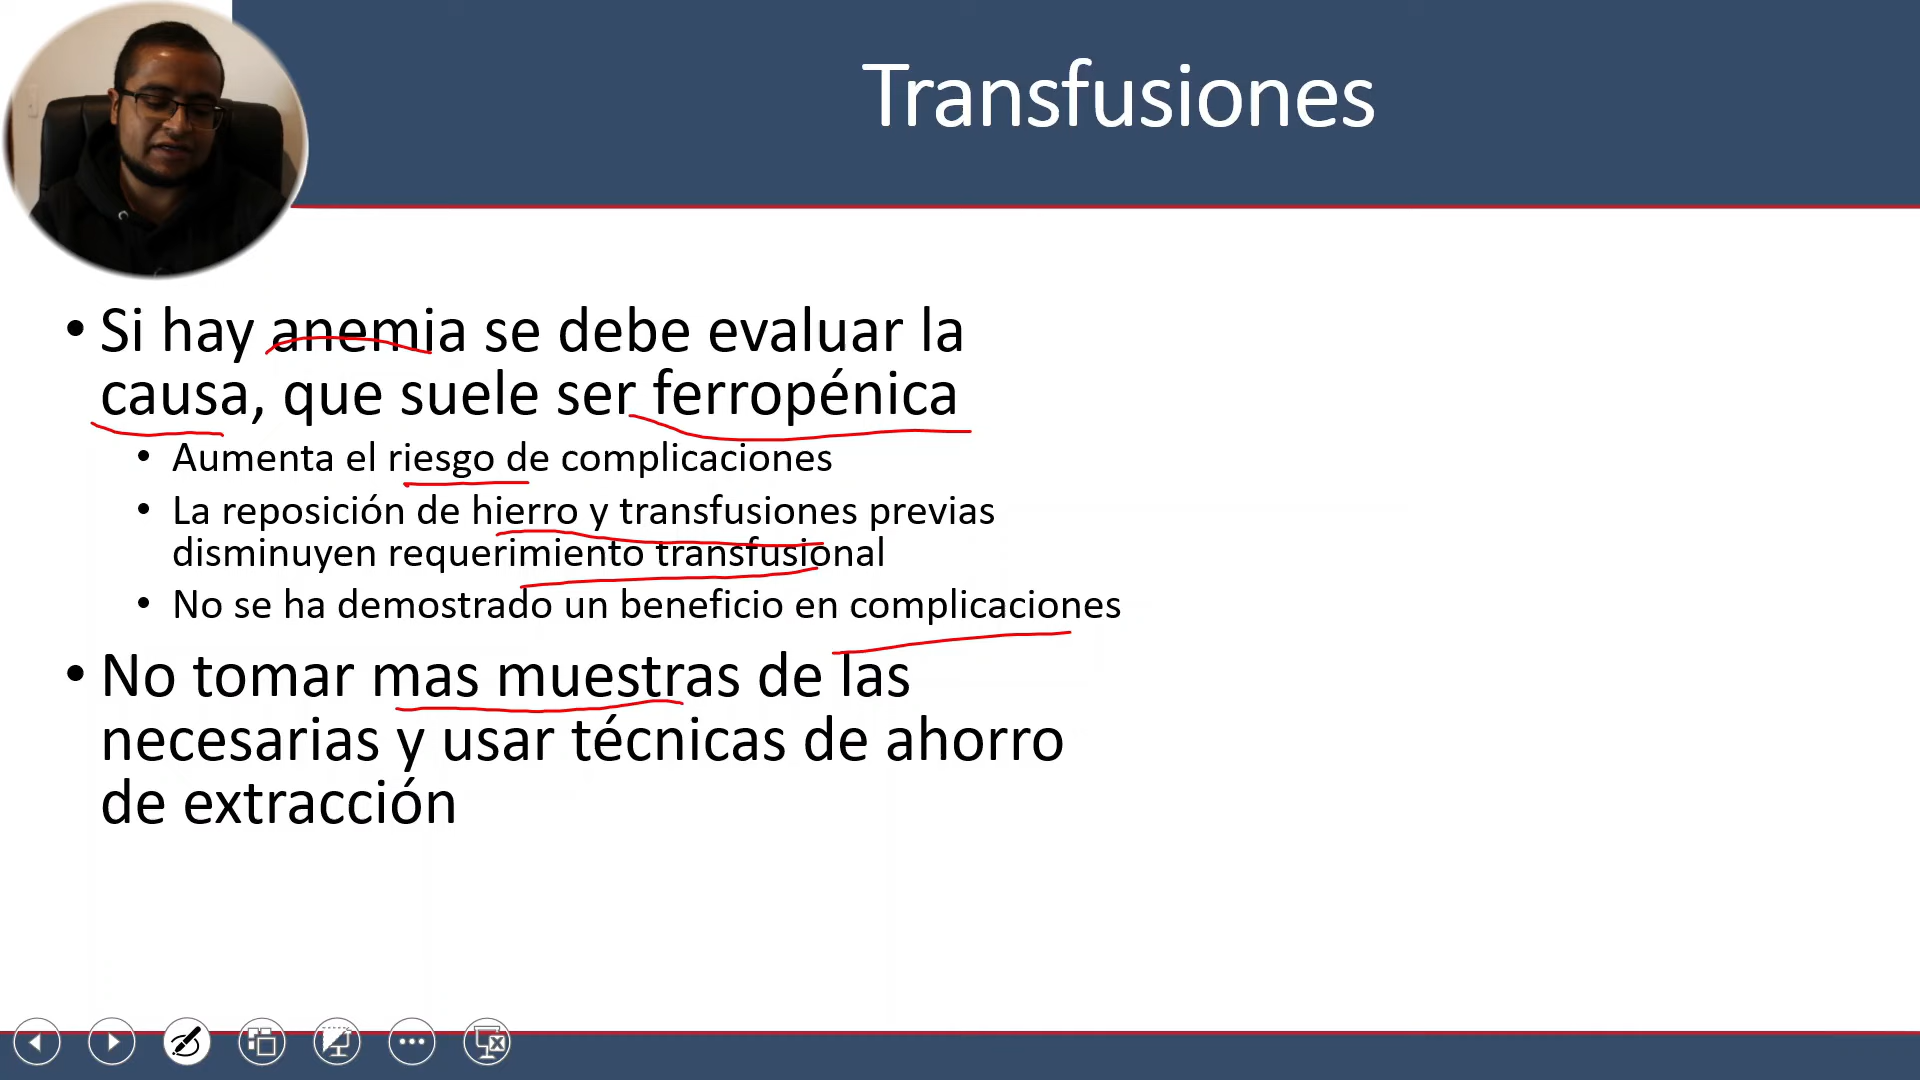 Transfusiones
• Si hay anemia se debe evaluar la
causa, que suele ser ferropénica
• Aumenta el riesgo de complicaciones
• La reposición de hierro y transfusiones previas
disminuyen requerimiento transfusional
• No se ha demostrado un beneficio en complicaciones
• No tomar mas muestras de las
necesarias y usar técnicas de ahorro
de extracción